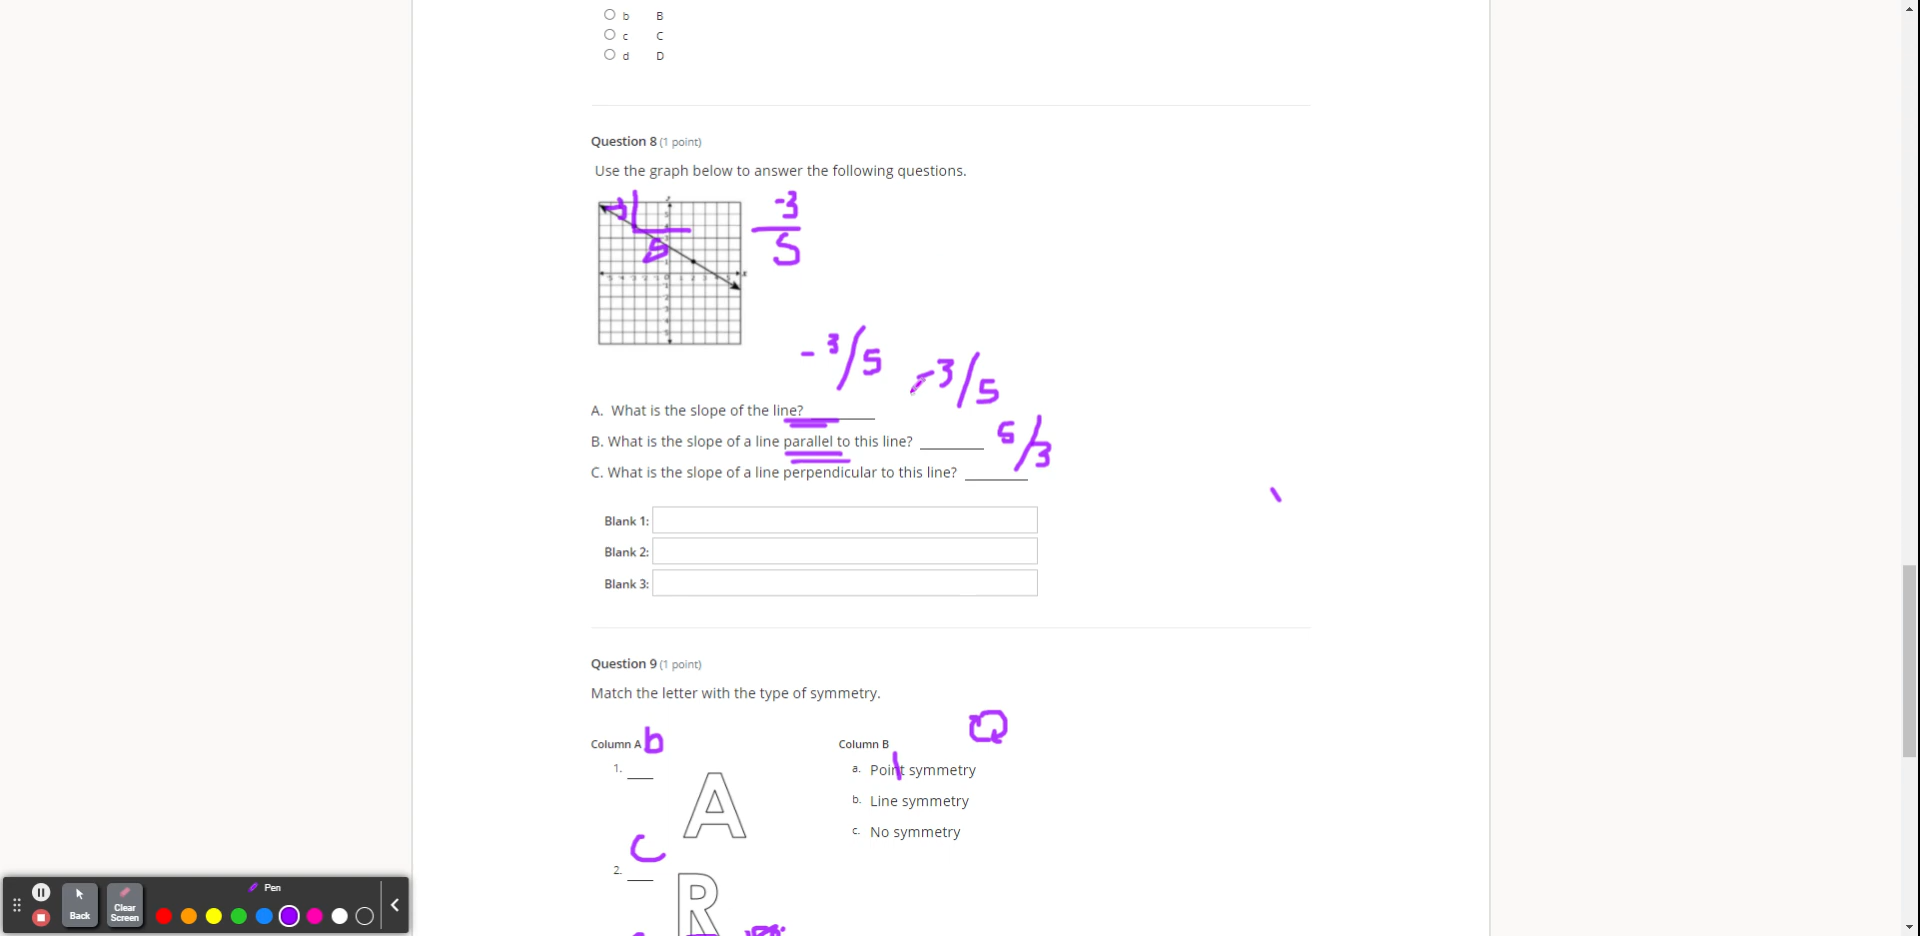 b B
c C
d D
Question 8 (1 point)
Use the graph below to answer the following questions.
-3
5
3
5
- 3/5
-3/5
A. What is the slope of the line? ________
B. What is the slope of a line parallel to this line? ________
5/3
C. What is the slope of a line perpendicular to this line? ________
Blank 1:
Blank 2:
Blank 3:
Question 9 (1 point)
Match the letter with the type of symmetry.
b
Column A
Column B
1. ___ A
a. Point symmetry
b. Line symmetry
c. No symmetry
C
2. ___ R
Pen
Back
Clear Screen